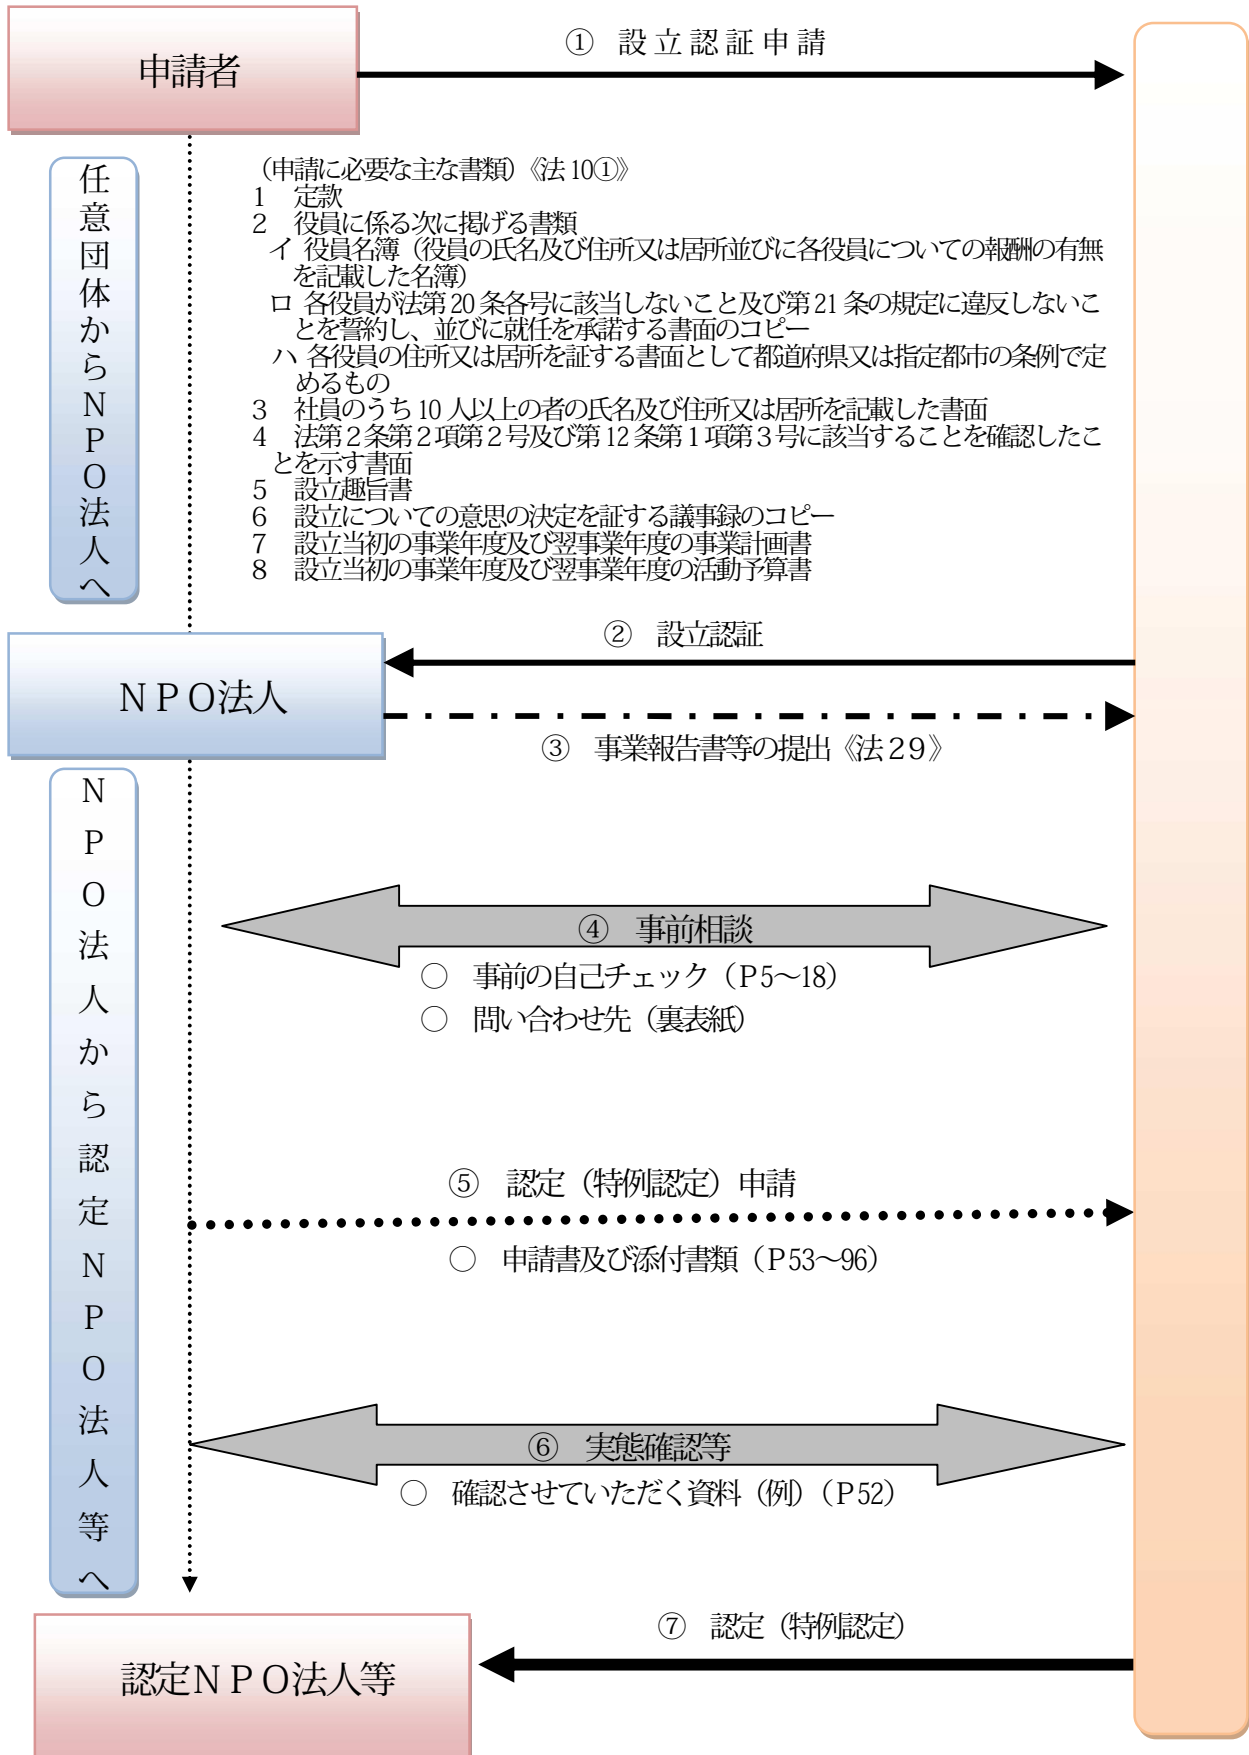 ① 設立認証申請
申請者
任意団体からＮＰＯ法人へ
（申請に必要な主な書類）《法10①》
1 定款
2 役員に係る次に掲げる書類
イ 役員名簿（役員の氏名及び住所又は居所並びに各役員についての報酬の有無
を記載した名簿）
ロ 各役員が法第20条各号に該当しないこと及び第21条の規定に違反しないこ
とを誓約し、並びに就任を承諾する書面のコピー
ハ 各役員の住所又は居所を証する書面として都道府県又は指定都市の条例で定
めるもの
3 社員のうち10人以上の者の氏名及び住所又は居所を記載した書面
4 法第２条第２項第２号及び第12条第１項第３号に該当することを確認したこ
とを示す書面
5 設立趣旨書
6 設立についての意思の決定を証する議事録のコピー
7 設立当初の事業年度及び翌事業年度の事業計画書
8 設立当初の事業年度及び翌事業年度の活動予算書
② 設立認証
ＮＰＯ法人
③ 事業報告書等の提出《法29》
ＮＰＯ法人から認定ＮＰＯ法人等へ
④ 事前相談
○ 事前の自己チェック（Ｐ5～18）
○ 問い合わせ先（裏表紙）
⑤ 認定（特例認定）申請
○ 申請書及び添付書類（Ｐ53～96）
⑥ 実態確認等
○ 確認させていただく資料（例）（Ｐ52）
⑦ 認定（特例認定）
認定ＮＰＯ法人等